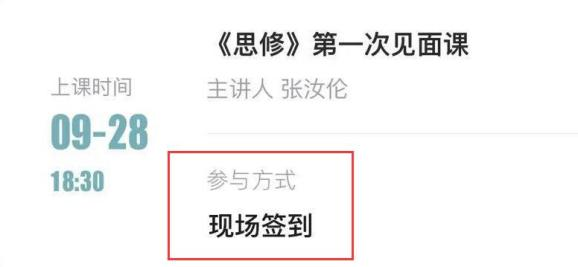 《思修》第一次见面课
上课时间
主讲人 张汝伦
09-28
18:30
参与方式
现场签到